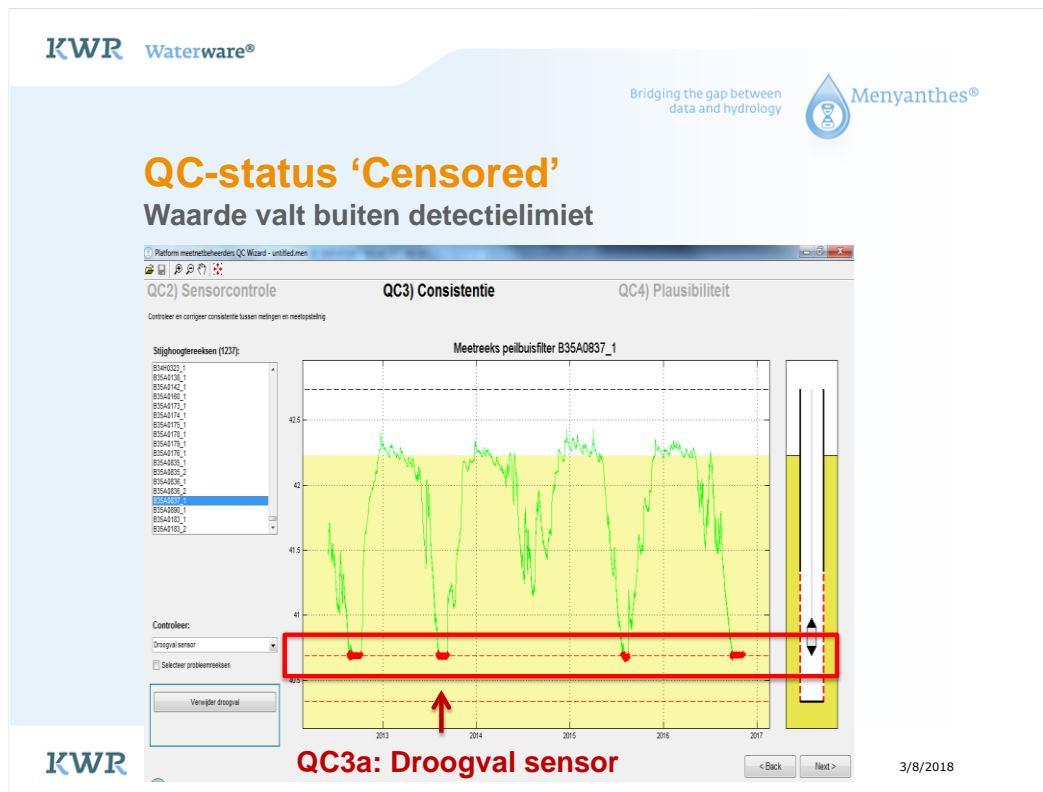 KWR Waterware®
Bridging the gap between
data and hydrology
Menyanthes®
QC-status ‘Censored’
Waarde valt buiten detectielimiet
Platform meetnetbeheerders QC Wizard - untitled.men
QC2) Sensorcontrole
QC3) Consistentie
QC4) Plausibiliteit
Controleer en corrigeer consistentie tussen metingen en meetopstelling
Stijghoogtereeksen (1237):
B34H0323_1
B35A0138_1
B35A0142_1
B35A0160_1
B35A0173_1
B35A0174_1
B35A0175_1
B35A0178_1
B35A0179_1
B35A0176_1
B35A0835_1
B35A0835_2
B35A0836_1
B35A0836_2
B35A0837_1
B35A0890_1
B35A0183_1
B35A0183_2
Meetreeks peilbuisfilter B35A0837_1
42.5
42
41.5
41
40.5
2013
2014
2015
2016
2017
Controleer:
Droogval sensor
Selecteer probleemreeksen
Verwijder droogval
QC3a: Droogval sensor
< Back
Next >
KWR
3/8/2018